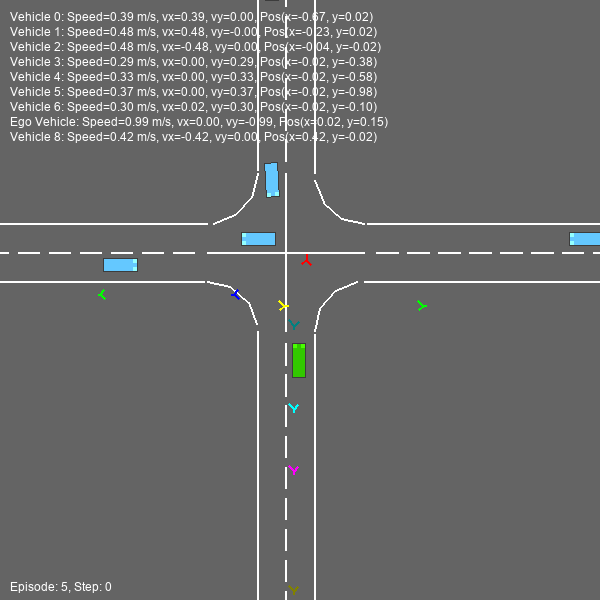 Vehicle 0: Speed=0.39 m/s, vx=0.39, vy=0.00, Pos(x=-0.67, y=0.02)
Vehicle 1: Speed=0.48 m/s, vx=0.48, vy=-0.00, Pos(x=-0.23, y=0.02)
Vehicle 2: Speed=0.48 m/s, vx=-0.48, vy=0.00, Pos(x=-0.04, y=-0.02)
Vehicle 3: Speed=0.29 m/s, vx=0.00, vy=0.29, Pos(x=-0.02, y=-0.38)
Vehicle 4: Speed=0.33 m/s, vx=0.00, vy=0.33, Pos(x=-0.02, y=-0.58)
Vehicle 5: Speed=0.37 m/s, vx=0.00, vy=0.37, Pos(x=-0.02, y=-0.98)
Vehicle 6: Speed=0.30 m/s, vx=0.02, vy=0.30, Pos(x=-0.02, y=-0.10)
Ego Vehicle: Speed=0.99 m/s, vx=0.00, vy=-0.99, Pos(x=0.02, y=0.15)
Vehicle 8: Speed=0.42 m/s, vx=-0.42, vy=0.00, Pos(x=0.42, y=-0.02)
Episode: 5, Step: 0